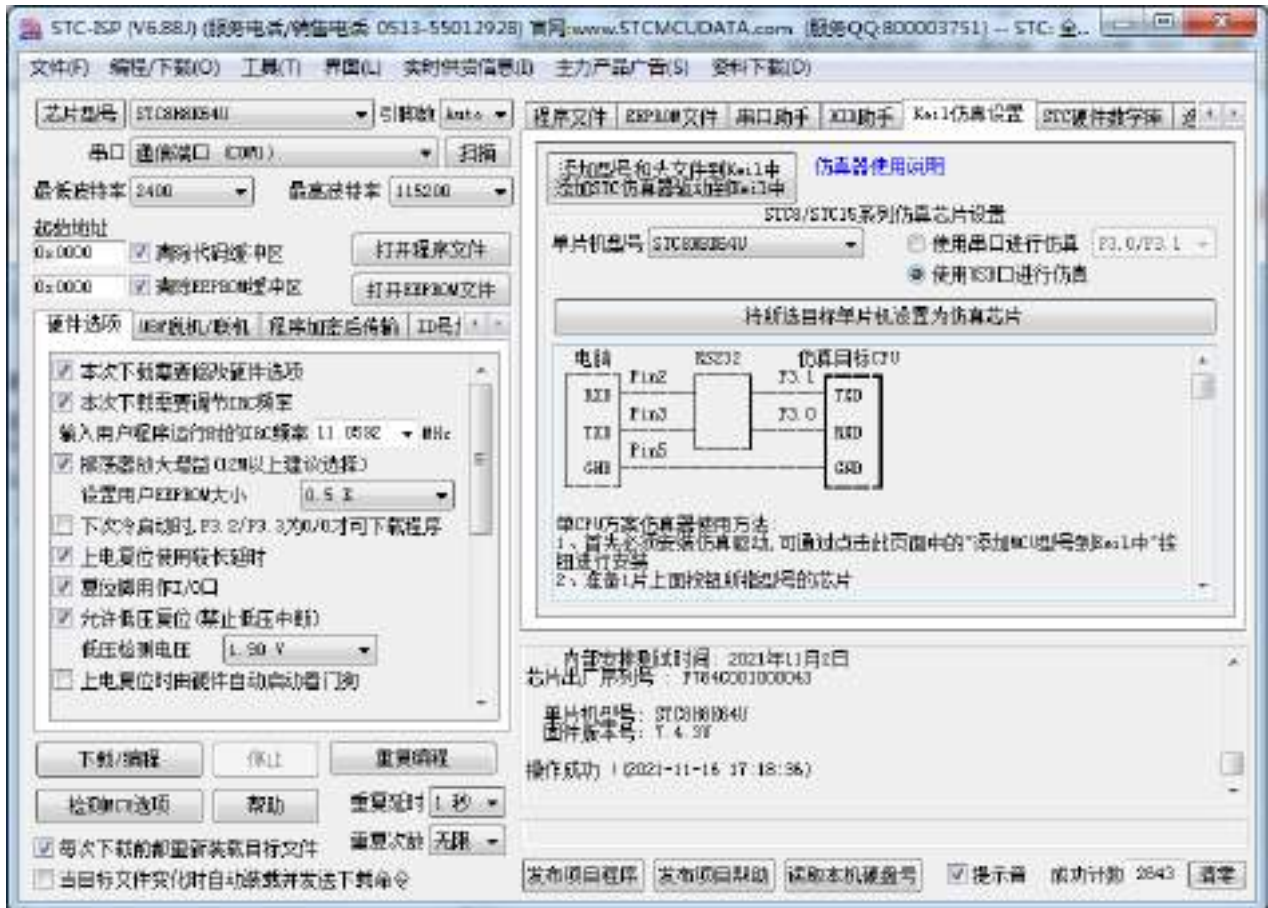 STC-ISP (V6.88J) (服务电话/销售电话: 0513-55012928) 官网:www.STCMCUDATA.com (服务QQ:800003751) -- STC: 全..
文件(F) 编程/下载(O) 工具(T) 界面(L) 实时供货信息(I) 主力产品广告(S) 资料下载(D)
芯片型号 STC8H8K64U 引脚数 Auto
串口 通信端口 (COM1) 扫描
最低波特率 2400 最高波特率 115200
起始地址
0x0000 清除代码缓冲区 打开程序文件
0x0000 清除EEPROM缓冲区 打开EEPROM文件
硬件选项 USB脱机/联机 程序加密后传输 ID号
本次下载需要修改硬件选项
本次下载需要调节IRC频率
输入用户程序运行时的IRC频率 11.0592 MHz
振荡器放大增益(12M以上建议选择)
设置用户EEPROM大小 0.5 K
下次冷启动时,P3.2/P3.3为0/0才可下载程序
上电复位使用较长延时
复位脚用作I/O口
允许低压复位(禁止低压中断)
低压检测电压 1.90 V
上电复位时由硬件自动启动看门狗
下载/编程 停止 重复编程
检测MCU选项 帮助 重复延时 1 秒
重复次数 无限
每次下载前都重新装载目标文件
当目标文件变化时自动装载并发送下载命令
程序文件 EEPROM文件 串口助手 HID助手 Keil仿真设置 STC硬件数学库
添加型号和头文件到Keil中
添加STC仿真器驱动到Keil中
仿真器使用说明
STC8/STC15系列仿真芯片设置
单片机型号 STC8H8K64U 使用串口进行仿真 P3.0/P3.1
使用USB口进行仿真
将所选目标单片机设置为仿真芯片
电脑 RS232 仿真目标CPU
RXD Pin2 P3.1 TXD
TXD Pin3 P3.0 RXD
GND Pin5 GND
单CPU方案仿真器使用方法:
1、首先必须安装仿真驱动,可通过点击此页面中的"添加MCU型号到Keil中"按
钮进行安装
2、准备1片上面按钮所指型号的芯片
内部安排测试时间: 2021年11月2日
芯片出厂序列号 : F784C001000043
单片机型号: STC8H8K64U
固件版本号: 7.4.3U
操作成功 !(2021-11-16 17:18:36)
发布项目程序 发布项目帮助 读取本机硬盘号 提示音 成功计数 2843 清零